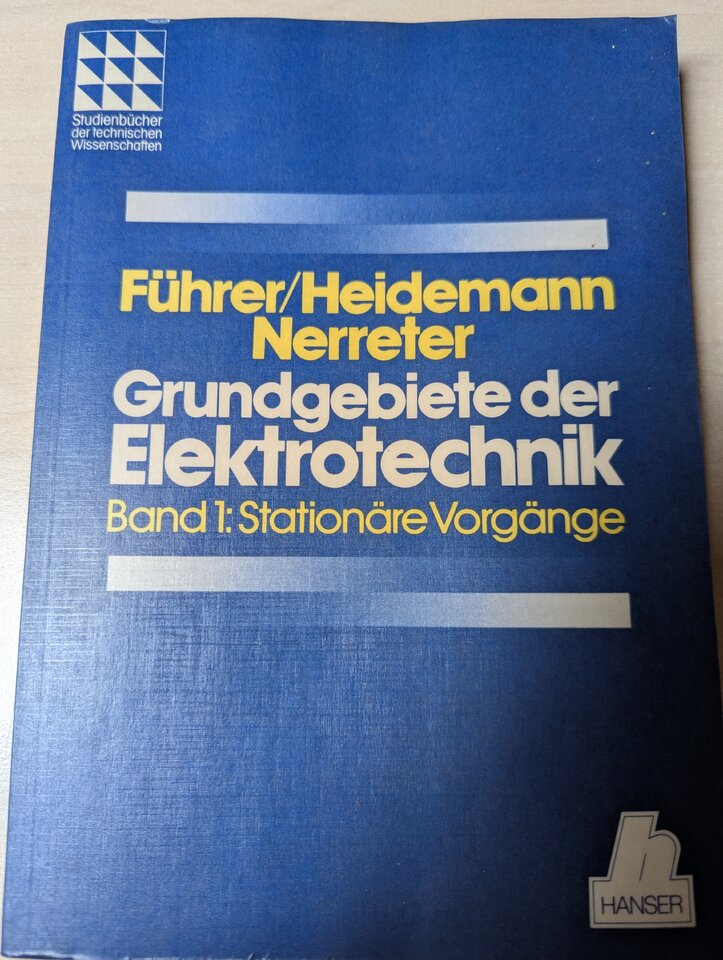 Studienbücher
der technischen
Wissenschaften
Führer/Heidemann
Nerreter
Grundgebiete der
Elektrotechnik
Band 1: Stationäre Vorgänge
h
HANSER